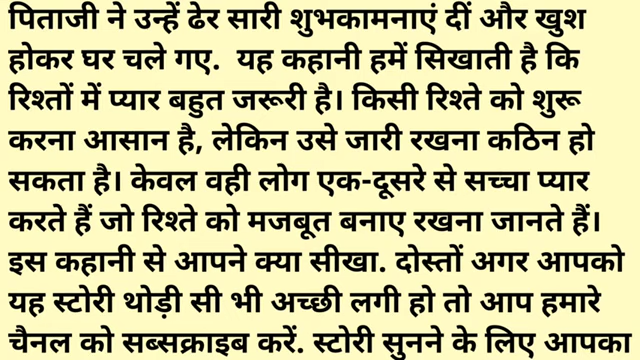 पिताजी ने उन्हें ढेर सारी शुभकामनाएं दीं और खुश
होकर घर चले गए.  यह कहानी हमें सिखाती है कि
रिश्तों में प्यार बहुत जरूरी है। किसी रिश्ते को शुरू
करना आसान है, लेकिन उसे जारी रखना कठिन हो
सकता है। केवल वही लोग एक-दूसरे से सच्चा प्यार
करते हैं जो रिश्ते को मजबूत बनाए रखना जानते हैं।
इस कहानी से आपने क्या सीखा. दोस्तों अगर आपको
यह स्टोरी थोड़ी सी भी अच्छी लगी हो तो आप हमारे
चैनल को सब्सक्राइब करें. स्टोरी सुनने के लिए आपका